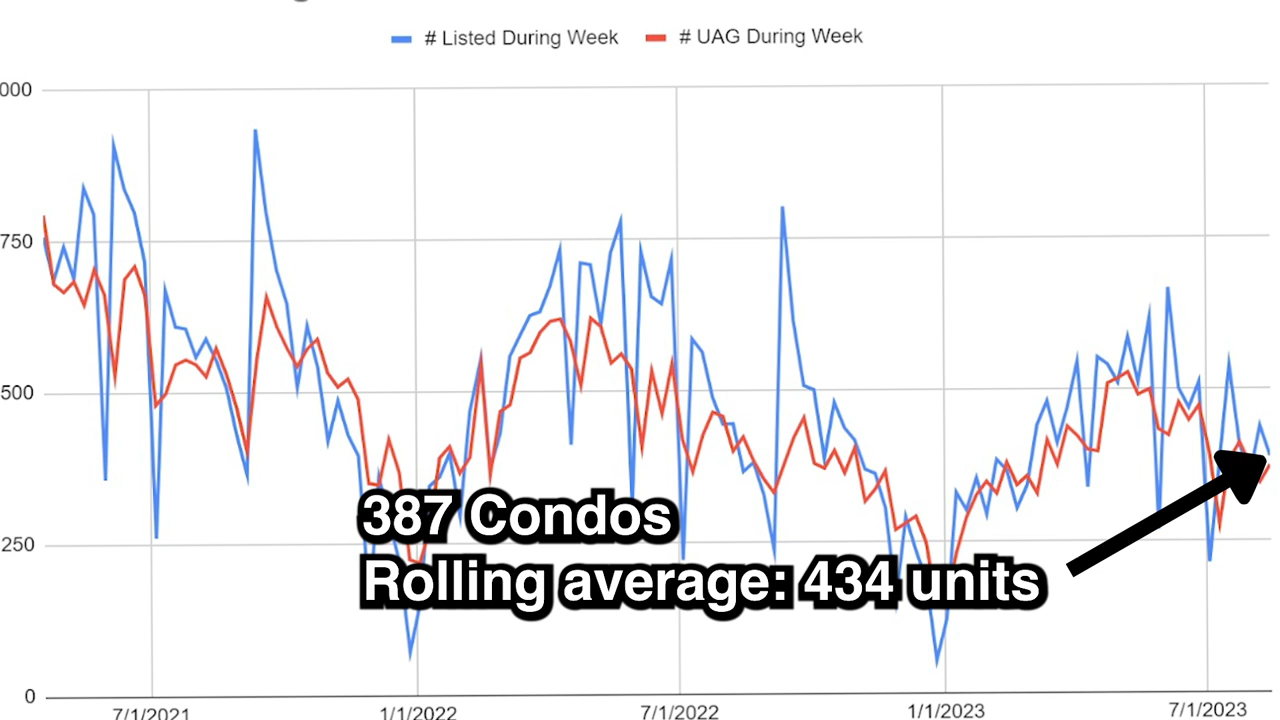 # Listed During Week # UAG During Week
000
750
500
387 Condos
250
Rolling average: 434 units
0
7/1/2021 1/1/2022 7/1/2022 1/1/2023 7/1/2023